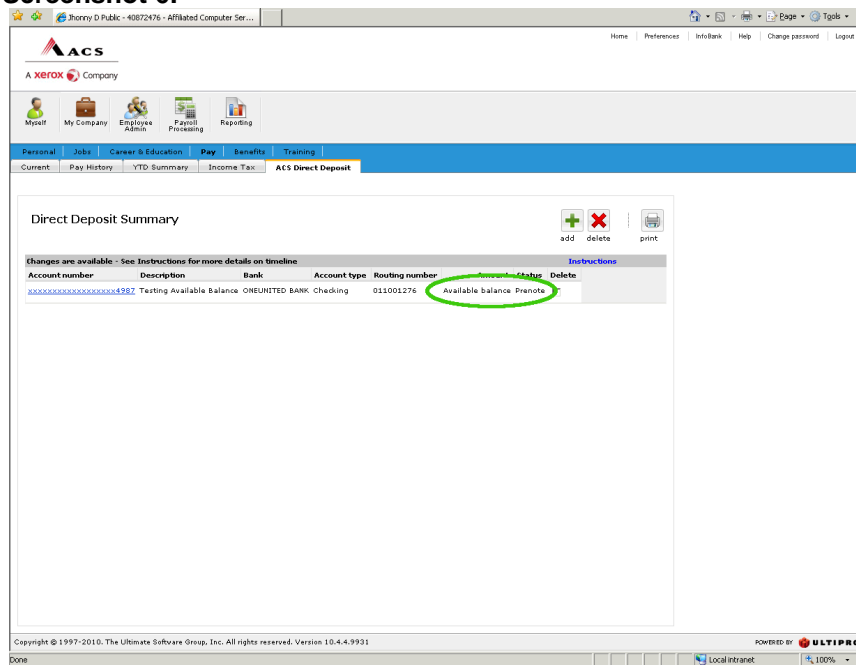 Jhonny D Public - 40872476 - Affiliated Computer Ser...
Page
Tools
ACS
A xerox Company
Home Preferences InfoBank Help Change password Logout
Myself My Company Employee Admin Payroll Processing Reporting
Personal Jobs Career & Education Pay Benefits Training
Current Pay History YTD Summary Income Tax ACS Direct Deposit
Direct Deposit Summary
add delete print
Changes are available - See Instructions for more details on timeline Instructions
Account number Description Bank Account type Routing number Amount Status Delete
xxxxxxxxxxxxxxxxxx4987 Testing Available Balance ONEUNITED BANK Checking 011001276 Available balance Prenote
Copyright © 1997-2010. The Ultimate Software Group, Inc. All rights reserved. Version 10.4.4.9931
POWERED BY ULTIPRO
Done Local intranet 100%